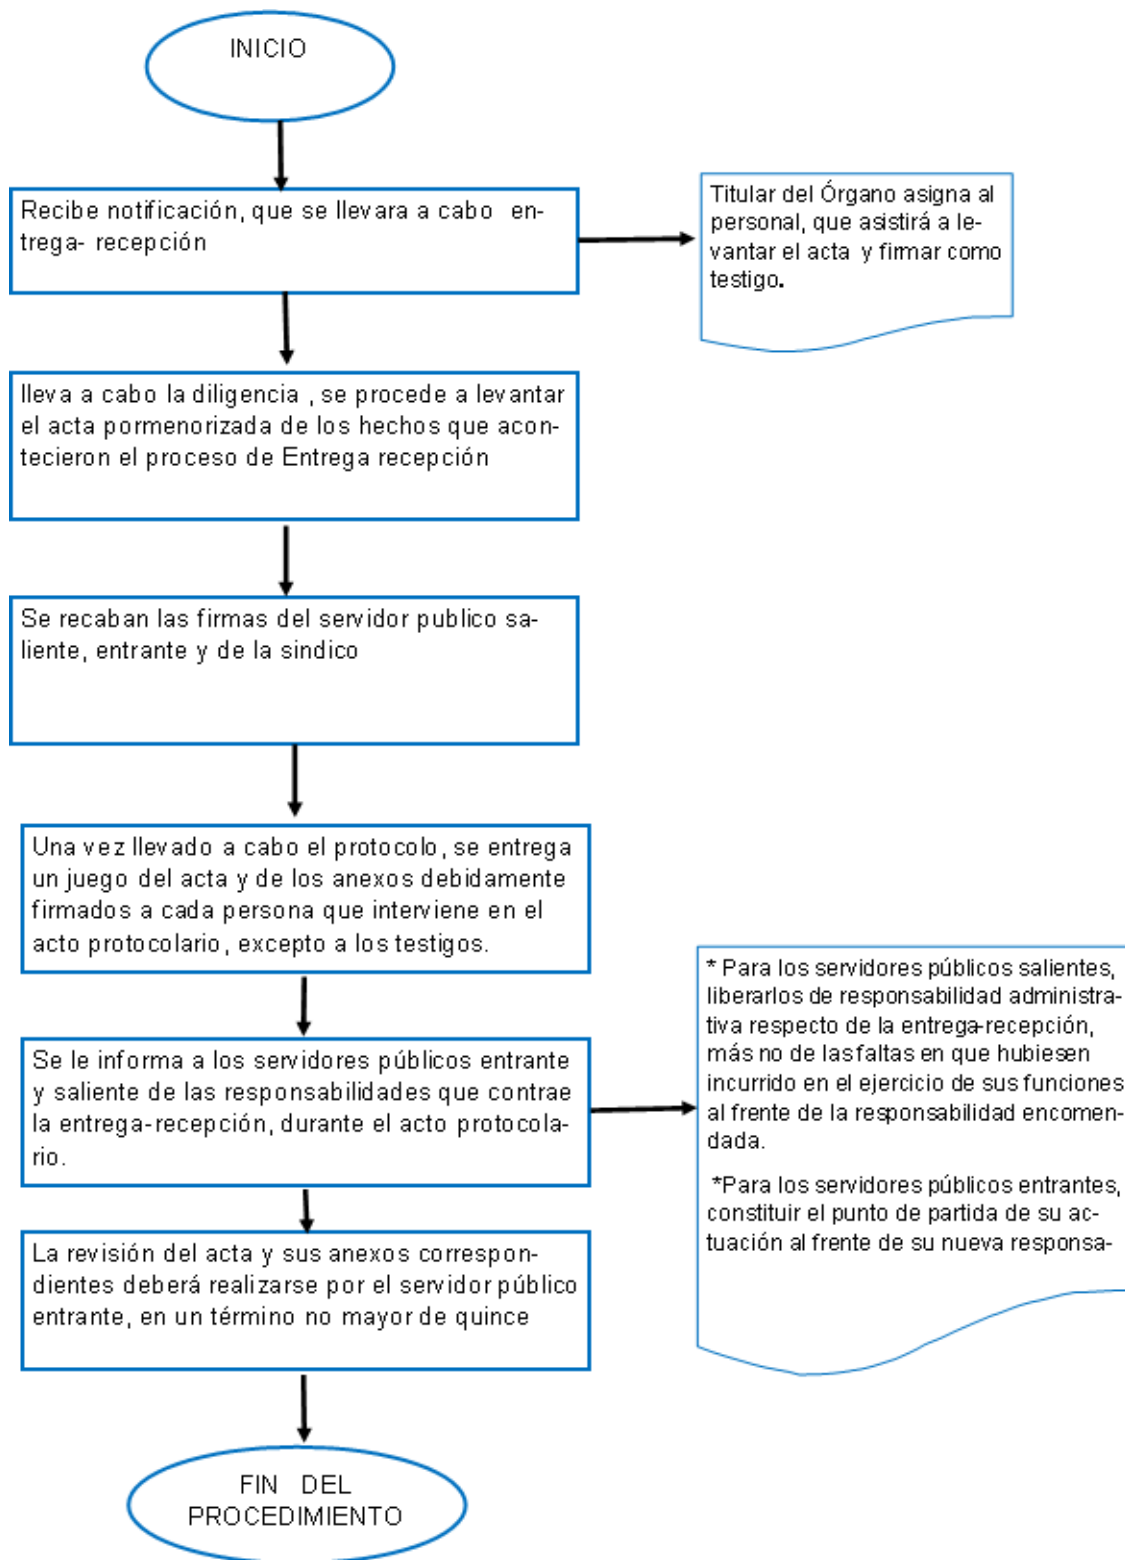 INICIO
Recibe notificación, que se llevara a cabo en-
trega- recepción
Titular del Órgano asigna al
personal, que asistirá a le-
vantar el acta y firmar como
testigo.
lleva a cabo la diligencia , se procede a levantar
el acta pormenorizada de los hechos que acon-
tecieron el proceso de Entrega recepción
Se recaban las firmas del servidor publico sa-
liente, entrante y de la sindico
Una vez llevado a cabo el protocolo, se entrega
un juego del acta y de los anexos debidamente
firmados a cada persona que interviene en el
acto protocolario, excepto a los testigos.
Se le informa a los servidores públicos entrante
y saliente de las responsabilidades que contrae
la entrega-recepción, durante el acto protocola-
rio.
* Para los servidores públicos salientes,
liberarlos de responsabilidad administra-
tiva respecto de la entrega-recepción,
más no de las faltas en que hubiesen
incurrido en el ejercicio de sus funciones
al frente de la responsabilidad encomen-
dada.
*Para los servidores públicos entrantes,
constituir el punto de partida de su ac-
tuación al frente de su nueva responsa-
La revisión del acta y sus anexos correspon-
dientes deberá realizarse por el servidor público
entrante, en un término no mayor de quince
FIN DEL
PROCEDIMIENTO